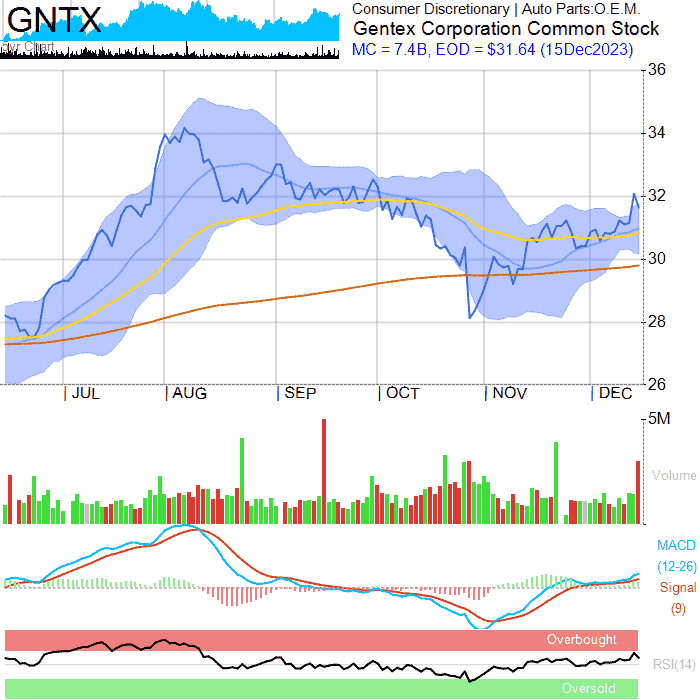 GNTX
3yr Chart
Consumer Discretionary | Auto Parts:O.E.M.
Gentex Corporation Common Stock
MC = 7.4B, EOD = $31.64 (15Dec2023)
36
34
32
30
28
26
JUL
AUG
SEP
OCT
NOV
DEC
5M
Volume
MACD
(12-26)
Signal
(9)
Overbought
RSI(14)
Oversold